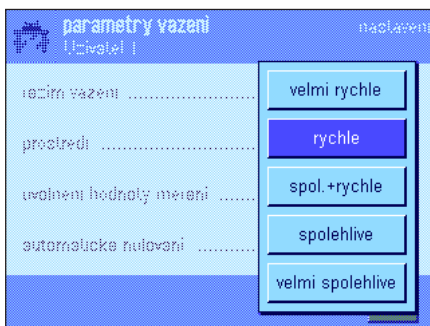 parametry vazeni
nastaveni
Uzivatel 1
rezim vazeni ....................
prostredi ....................
uvolneni hodnoty mereni .......
automaticke nulovani .........
velmi rychle
rychle
spol.+rychle
spolehlive
velmi spolehlive